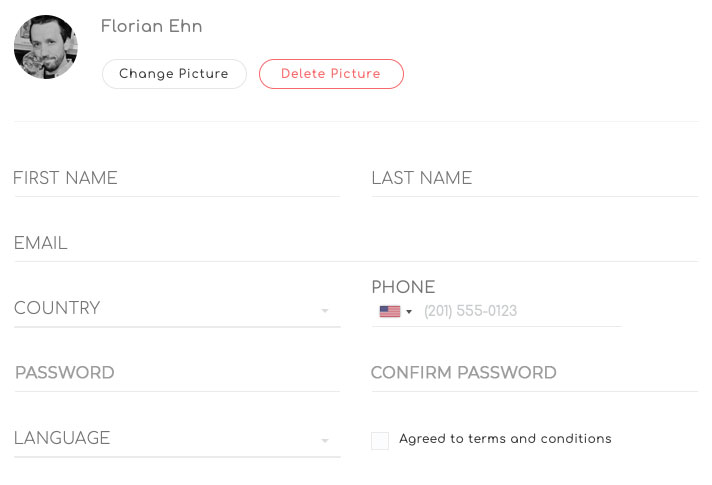 Florian Ehn
Change Picture Delete Picture
FIRST NAME LAST NAME
EMAIL
PHONE
COUNTRY (201) 555-0123
PASSWORD CONFIRM PASSWORD
LANGUAGE Agreed to terms and conditions